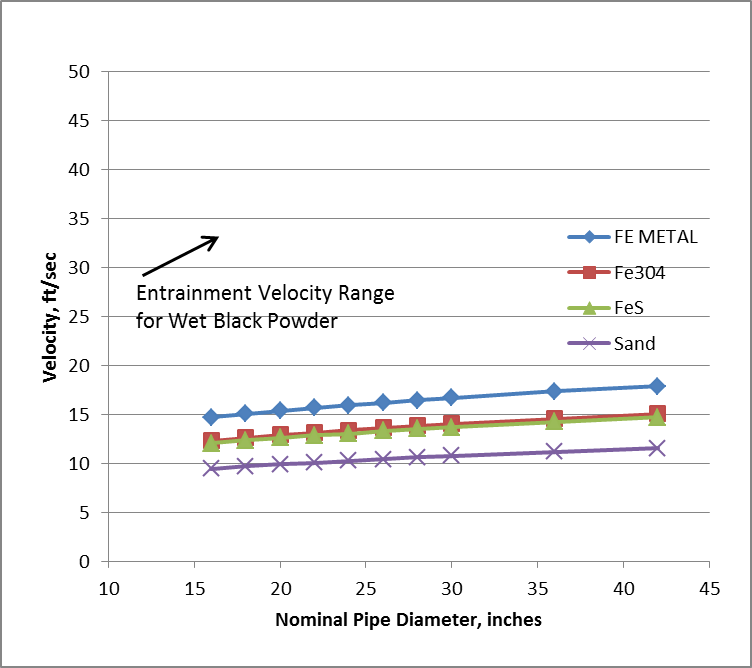 50
45
40
35
30
25
20
15
10
5
0
Velocity, ft/sec
Entrainment Velocity Range
for Wet Black Powder
FE METAL
Fe304
FeS
Sand
10 15 20 25 30 35 40 45
Nominal Pipe Diameter, inches